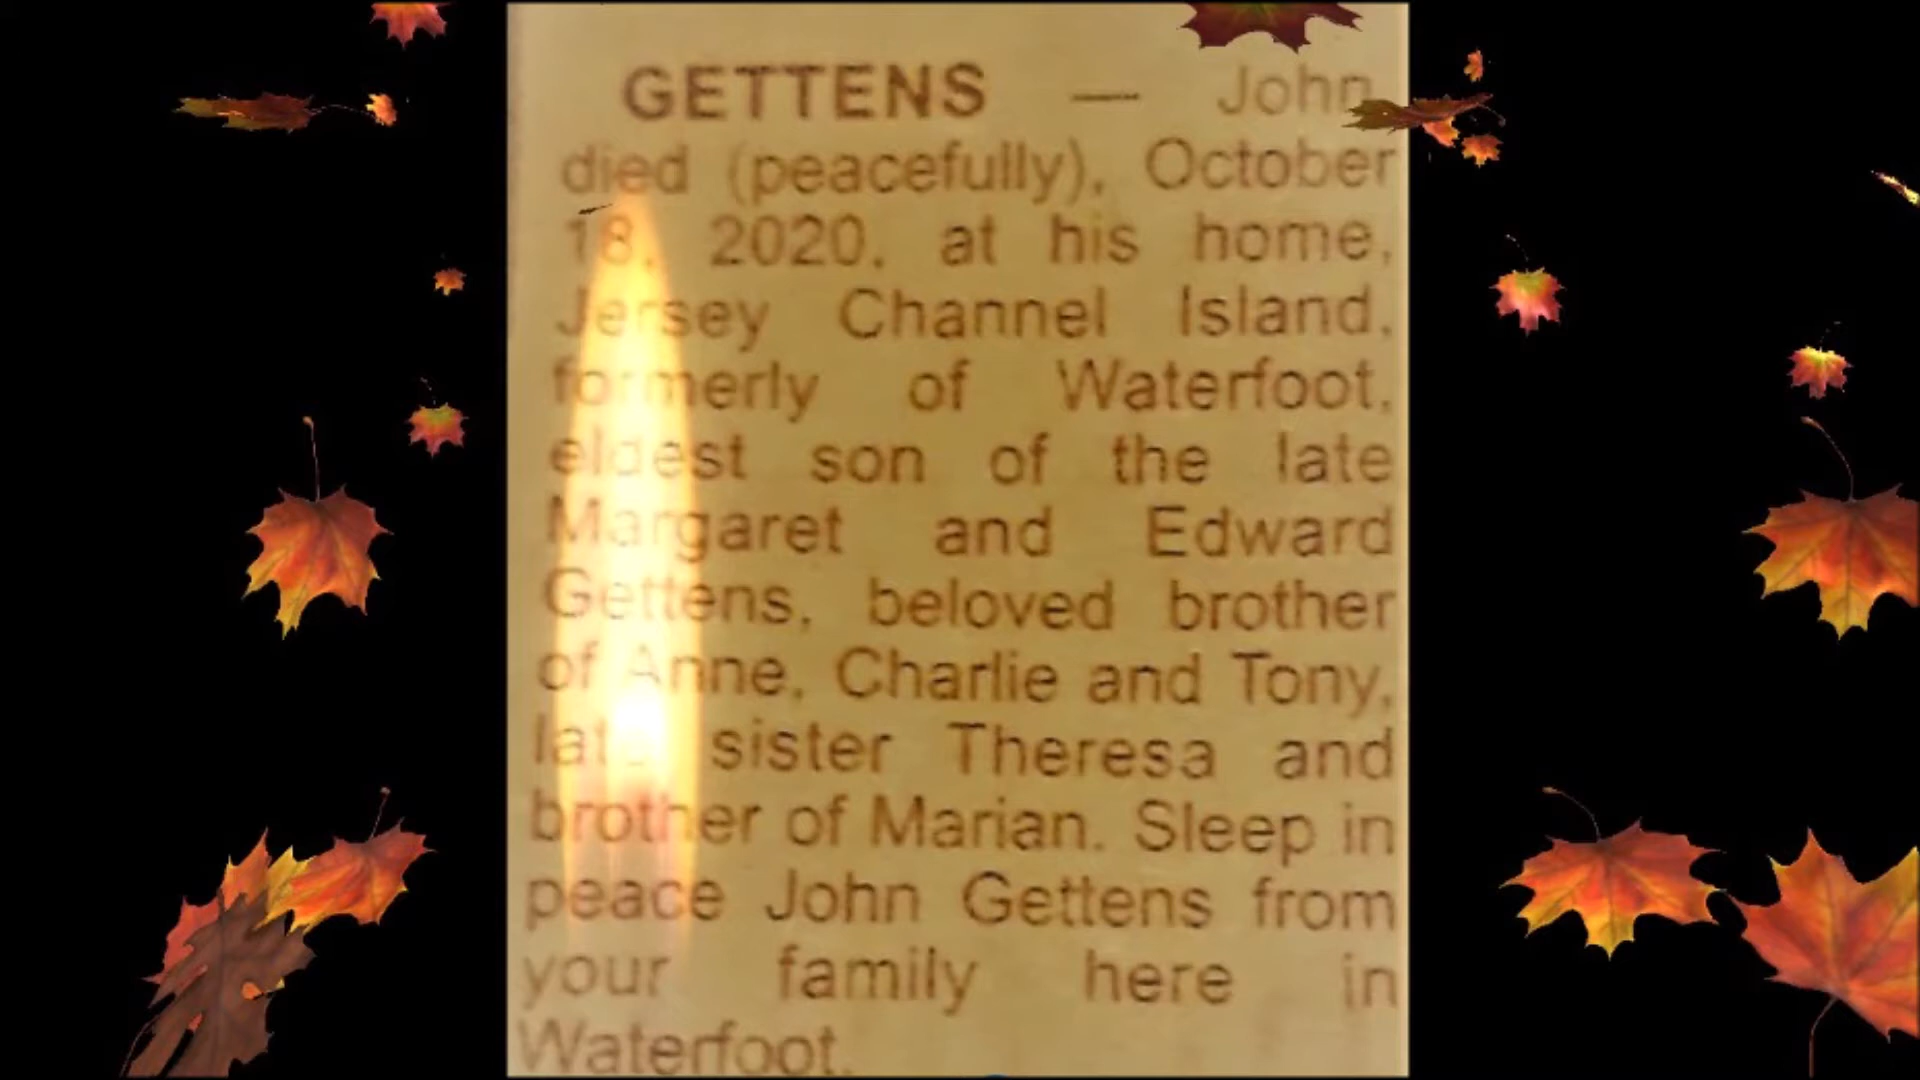 GETTENS — John
died (peacefully), October
18, 2020, at his home,
Jersey Channel Island,
formerly of Waterfoot,
eldest son of the late
Margaret and Edward
Gettens, beloved brother
of Anne, Charlie and Tony,
late sister Theresa and
brother of Marian. Sleep in
peace John Gettens from
your family here in
Waterfoot.